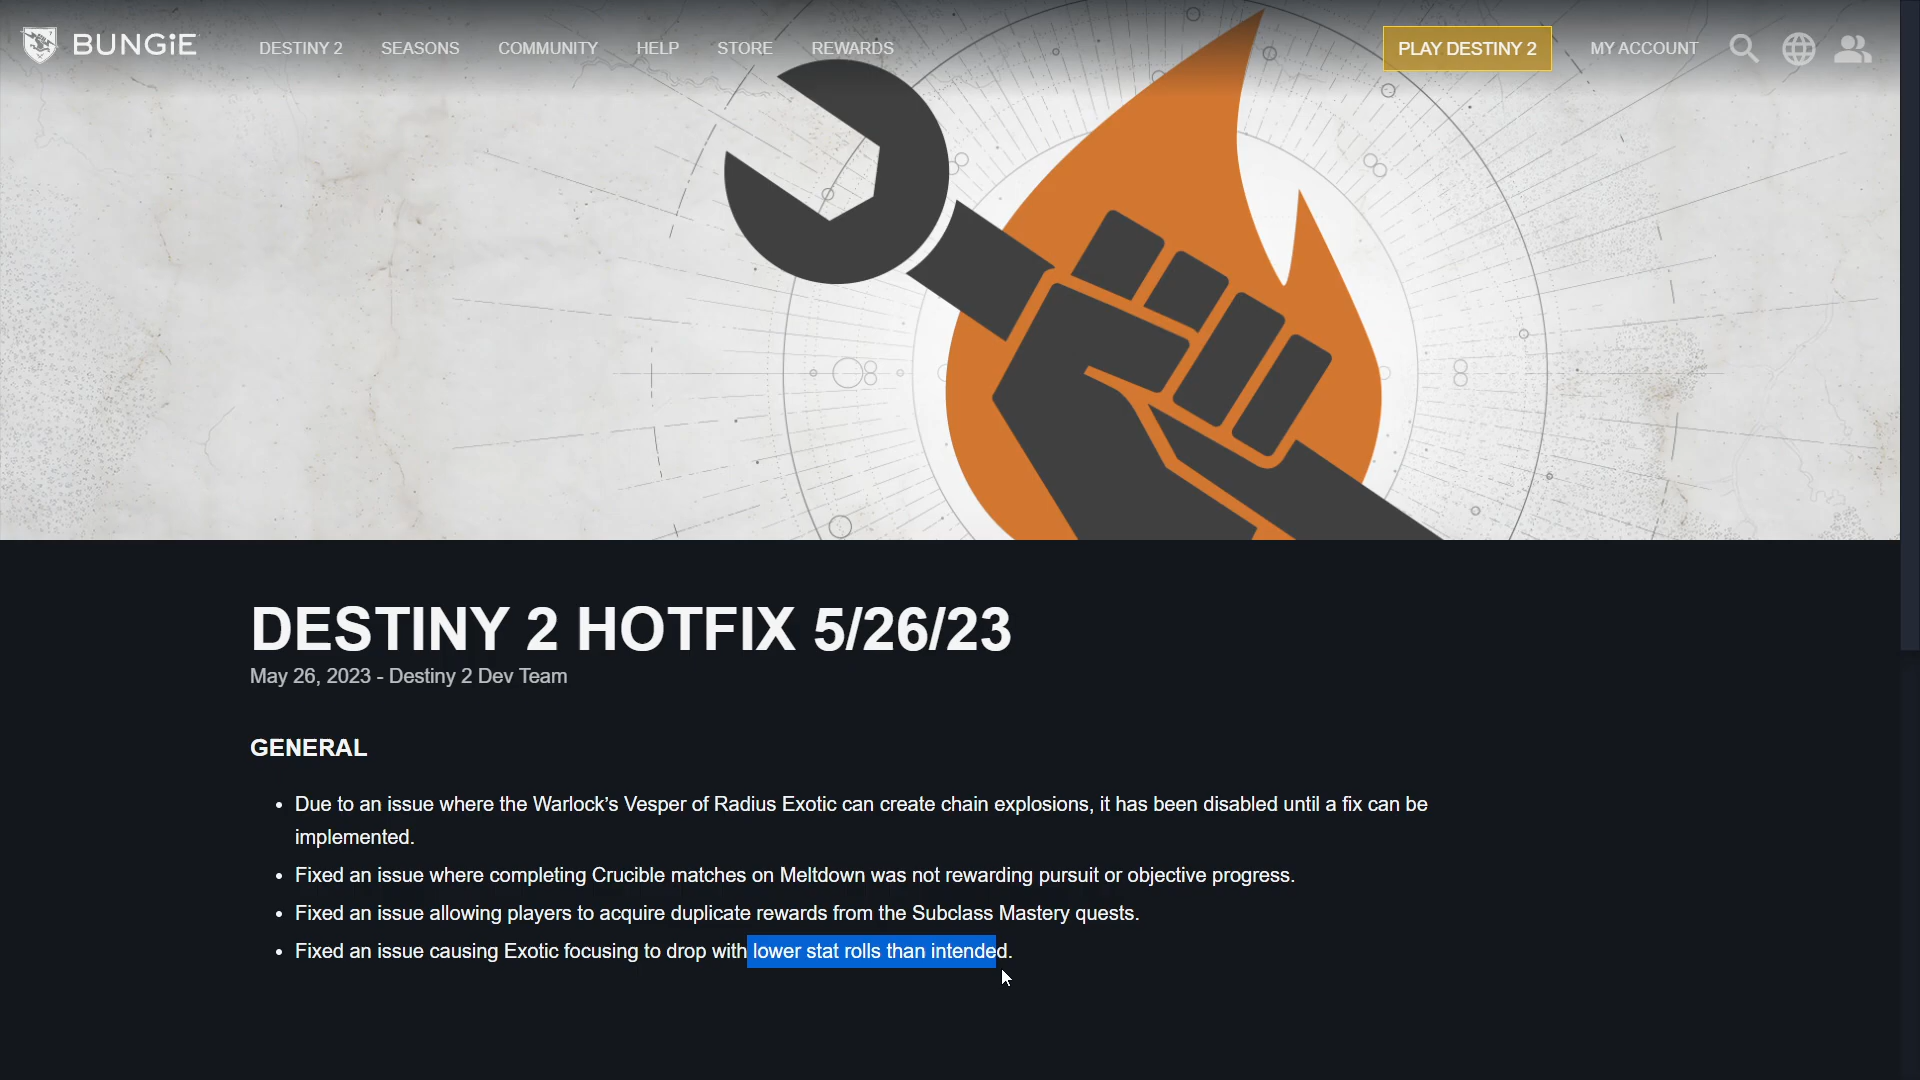 BUNGiE DESTINY 2 SEASONS COMMUNITY HELP STORE REWARDS PLAY DESTINY 2 MY ACCOUNT
DESTINY 2 HOTFIX 5/26/23
May 26, 2023 - Destiny 2 Dev Team
GENERAL
• Due to an issue where the Warlock’s Vesper of Radius Exotic can create chain explosions, it has been disabled until a fix can be
implemented.
• Fixed an issue where completing Crucible matches on Meltdown was not rewarding pursuit or objective progress.
• Fixed an issue allowing players to acquire duplicate rewards from the Subclass Mastery quests.
• Fixed an issue causing Exotic focusing to drop with lower stat rolls than intended.